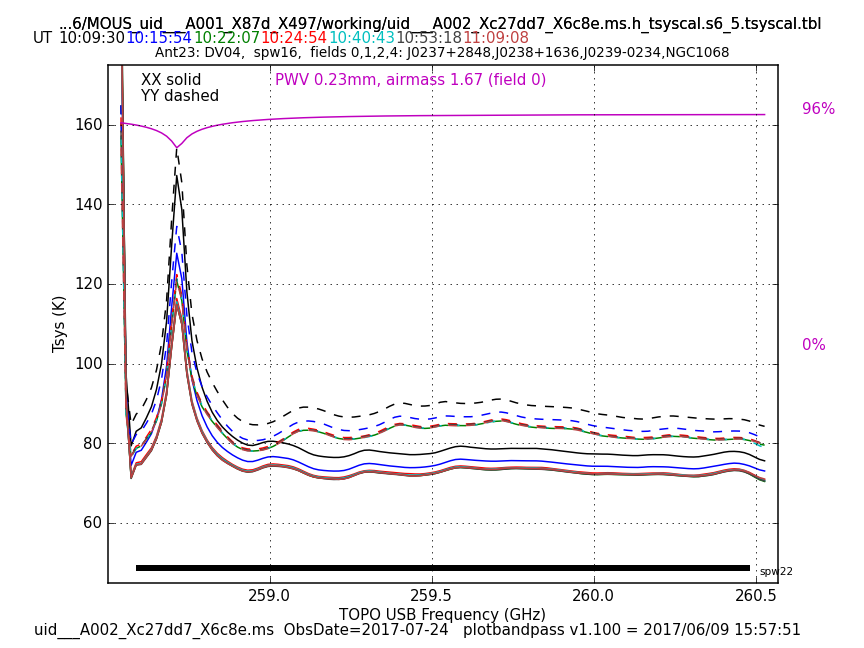 ...6/MOUS_uid___A001_X87d_X497/working/uid___A002_Xc27dd7_X6c8e.ms.h_tsyscal.s6_5.tsyscal.tbl
UT 10:09:30 10:15:54 10:22:07 10:24:54 10:40:43 10:53:18 11:09:08
Ant23: DV04, spw16, fields 0,1,2,4: J0237+2848,J0238+1636,J0239-0234,NGC1068
XX solid PWV 0.23mm, airmass 1.67 (field 0)
YY dashed
96%
160
140
120
0%
100
80
60
Tsys (K)
spw22
259.0 259.5 260.0 260.5
TOPO USB Frequency (GHz)
uid___A002_Xc27dd7_X6c8e.ms ObsDate=2017-07-24 plotbandpass v1.100 = 2017/06/09 15:57:51